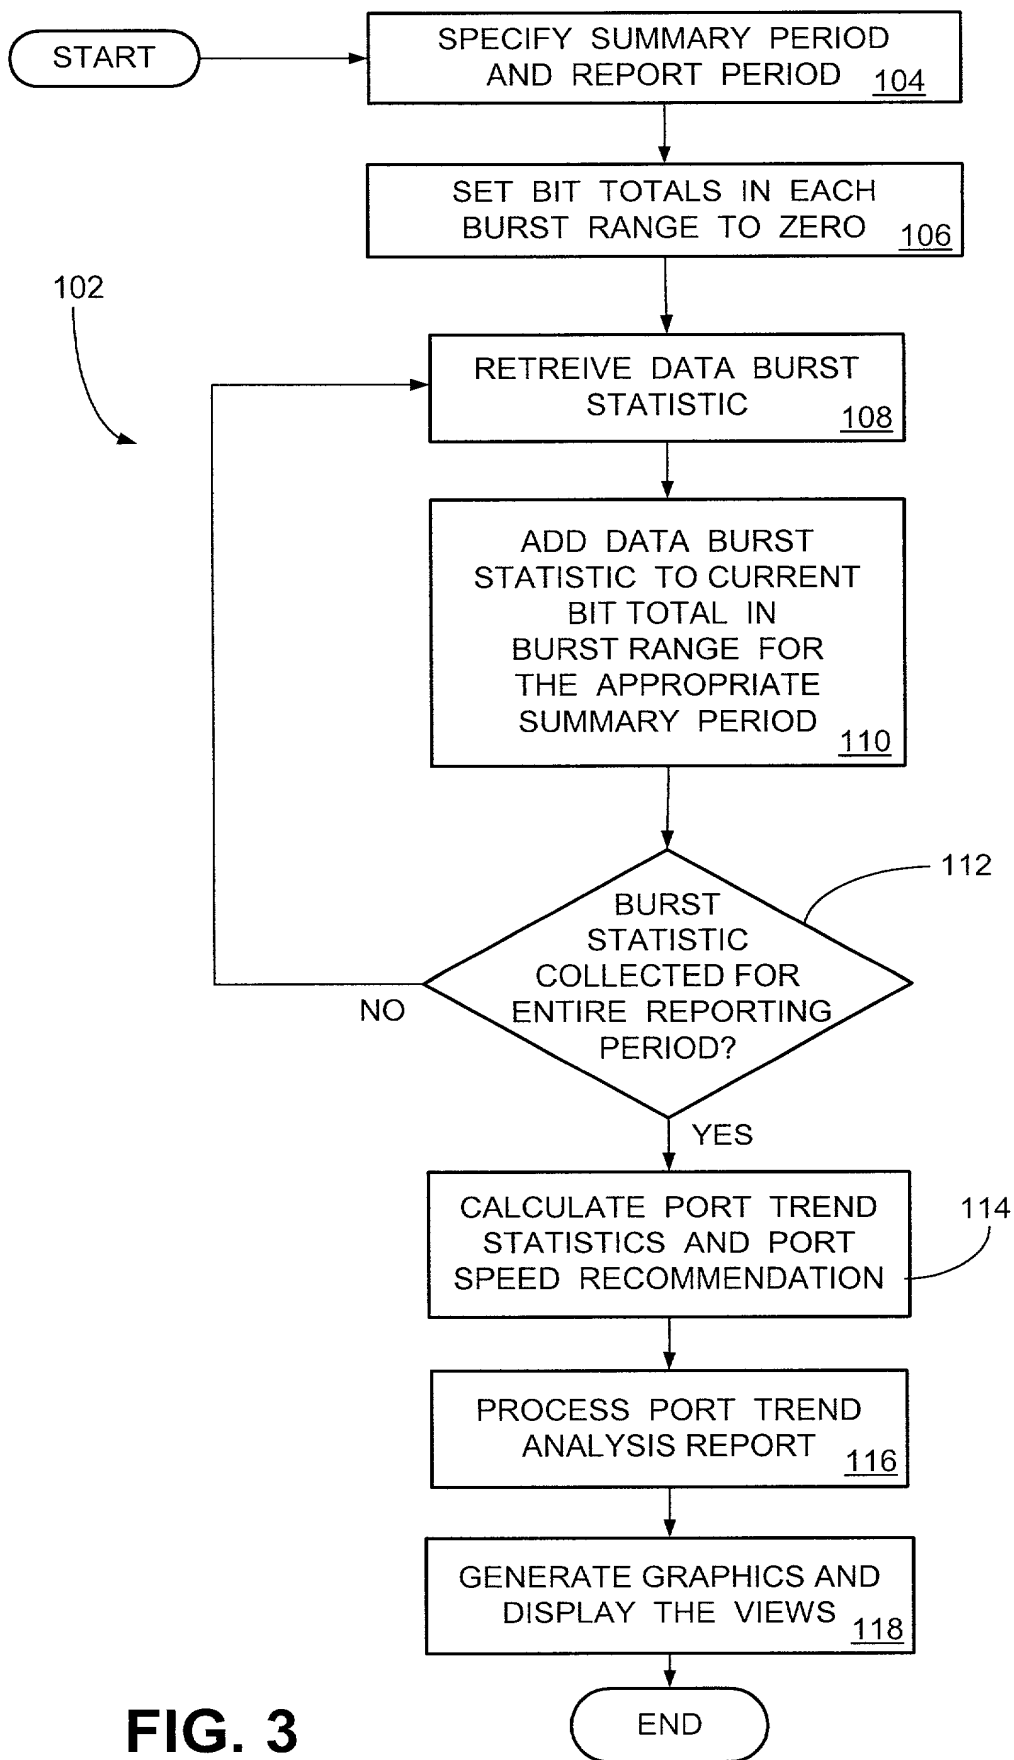 START
SPECIFY SUMMARY PERIOD
AND REPORT PERIOD
104
SET BIT TOTALS IN EACH
BURST RANGE TO ZERO
106
102
RETREIVE DATA BURST
STATISTIC
108
ADD DATA BURST
STATISTIC TO CURRENT
BIT TOTAL IN
BURST RANGE FOR
THE APPROPRIATE
SUMMARY PERIOD
110
112
BURST
STATISTIC
COLLECTED FOR
ENTIRE REPORTING
PERIOD?
NO
YES
CALCULATE PORT TREND
STATISTICS AND PORT
SPEED RECOMMENDATION
114
PROCESS PORT TREND
ANALYSIS REPORT
116
GENERATE GRAPHICS AND
DISPLAY THE VIEWS
118
END
FIG. 3